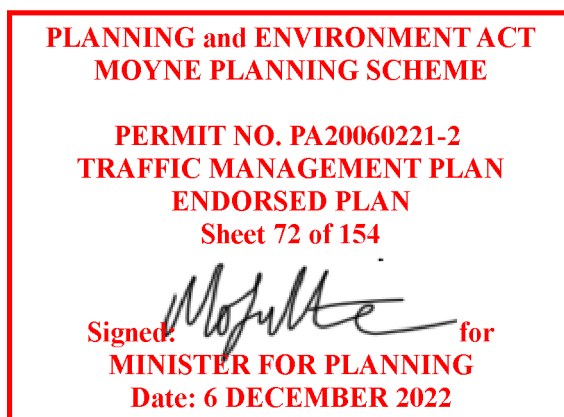 PLANNING and ENVIRONMENT ACT
MOYNE PLANNING SCHEME
PERMIT NO. PA20060221-2
TRAFFIC MANAGEMENT PLAN
ENDORSED PLAN
Sheet 72 of 154
Signed: for
MINISTER FOR PLANNING
Date: 6 DECEMBER 2022